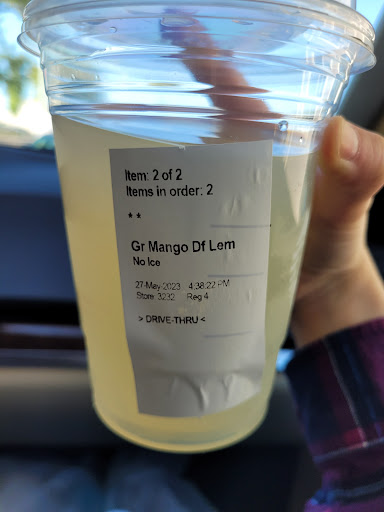 Item: 2 of 2
Items in order: 2
* *
Gr Mango Df Lem
No Ice
27-May 2023 4:38:22 PM
Store 3232 Reg 4
> DRIVE-THRU <